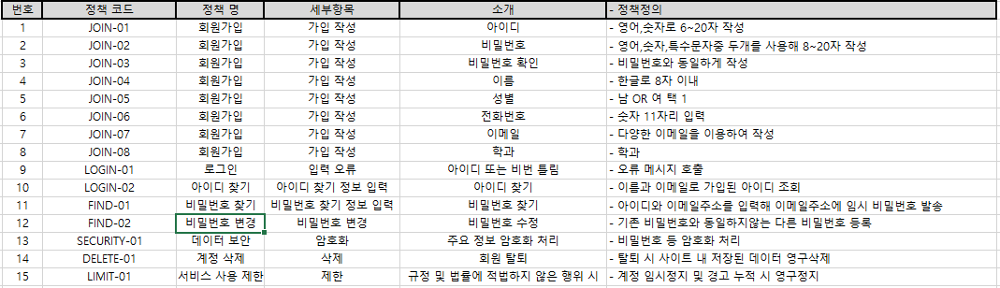 번호 정책 코드 정책 명 세부항목 소개 - 정책정의
1 JOIN-01 회원가입 가입 작성 아이디 - 영어,숫자로 6~20자 작성
2 JOIN-02 회원가입 가입 작성 비밀번호 - 영어,숫자,특수문자중 두개를 사용해 8~20자 작성
3 JOIN-03 회원가입 가입 작성 비밀번호 확인 - 비밀번호와 동일하게 작성
4 JOIN-04 회원가입 가입 작성 이름 - 한글로 8자 이내
5 JOIN-05 회원가입 가입 작성 성별 - 남 OR 여 택 1
6 JOIN-06 회원가입 가입 작성 전화번호 - 숫자 11자리 입력
7 JOIN-07 회원가입 가입 작성 이메일 - 다양한 이메일을 이용하여 작성
8 JOIN-08 회원가입 가입 작성 학과 - 학과
9 LOGIN-01 로그인 입력 오류 아이디 또는 비번 틀림 - 오류 메시지 호출
10 LOGIN-02 아이디 찾기 아이디 찾기 정보 입력 아이디 찾기 - 이름과 이메일로 가입된 아이디 조회
11 FIND-01 비밀번호 찾기 비밀번호 찾기 정보 입력 비밀번호 찾기 - 아이디와 이메일주소를 입력해 이메일주소에 임시 비밀번호 발송
12 FIND-02 비밀번호 변경 비밀번호 변경 비밀번호 수정 - 기존 비밀번호와 동일하지않는 다른 비밀번호 등록
13 SECURITY-01 데이터 보안 암호화 주요 정보 암호화 처리 - 비밀번호 등 암호화 처리
14 DELETE-01 계정 삭제 삭제 회원 탈퇴 - 탈퇴 시 사이트 내 저장된 데이터 영구삭제
15 LIMIT-01 서비스 사용 제한 제한 규정 및 법률에 적법하지 않은 행위 시 - 계정 임시정지 및 경고 누적 시 영구정지